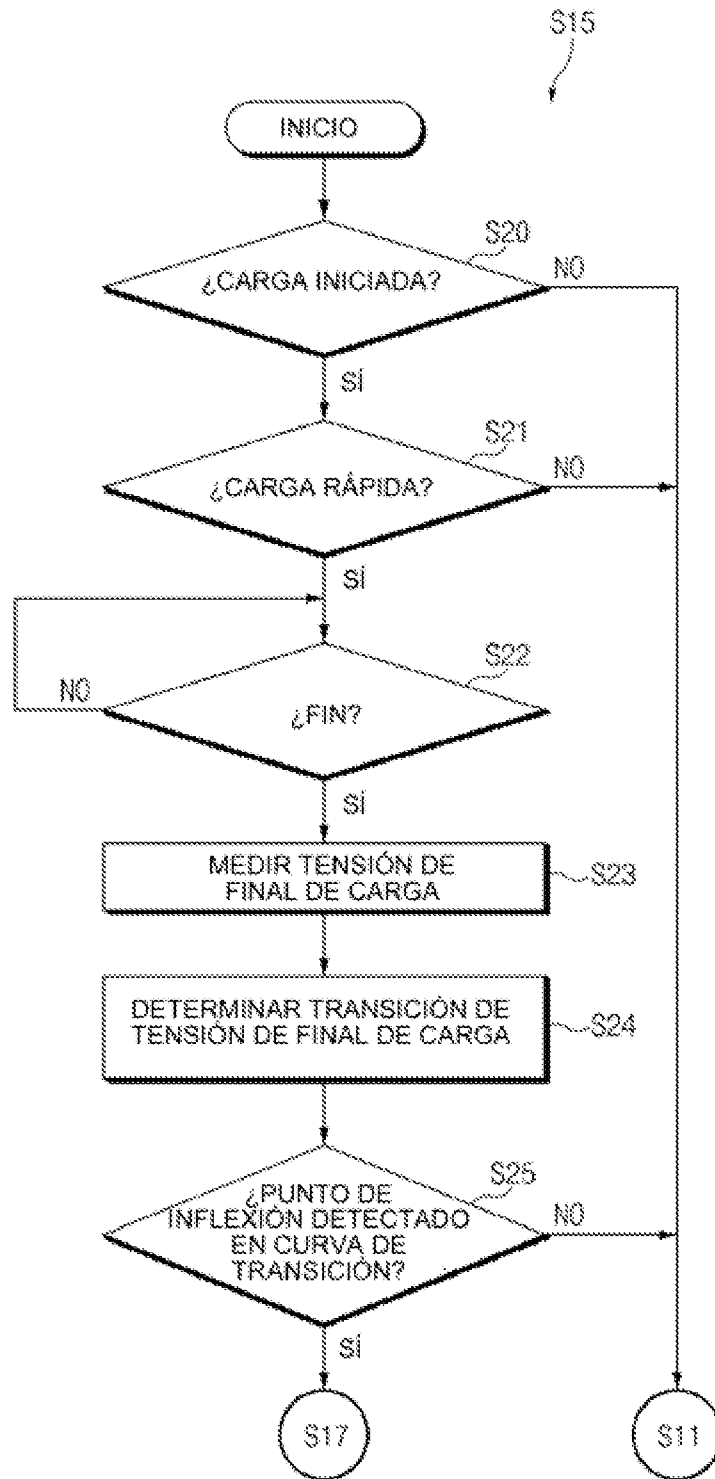 S15
INICIO
S20
¿CARGA INICIADA?
NO
SÍ
S21
¿CARGA RÁPIDA?
NO
SÍ
S22
NO
¿FIN?
SÍ
MEDIR TENSIÓN DE
FINAL DE CARGA
S23
DETERMINAR TRANSICIÓN DE
TENSIÓN DE FINAL DE CARGA
S24
S25
¿PUNTO DE
INFLEXIÓN DETECTADO
EN CURVA DE
TRANSICIÓN?
NO
SÍ
S17
S11